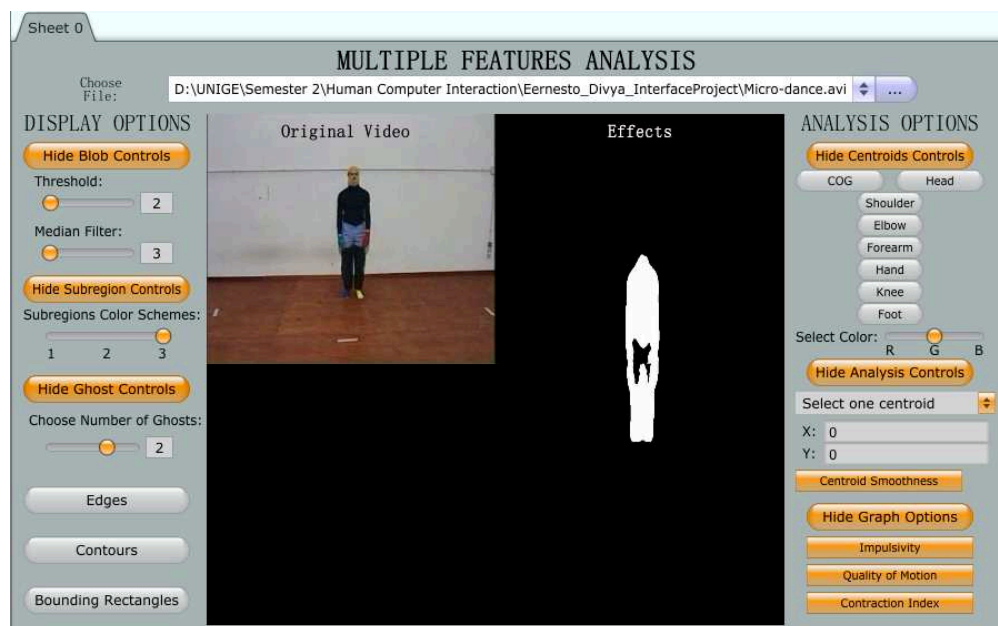 Sheet 0
MULTIPLE FEATURES ANALYSIS
Choose
File:
D:\UNIGE\Semester 2\Human Computer Interaction\Eernesto_Divya_InterfaceProject\Micro-dance.avi
...
DISPLAY OPTIONS
Hide Blob Controls
Threshold:
2
Median Filter:
3
Hide Subregion Controls
Subregions Color Schemes:
1 2 3
Hide Ghost Controls
Choose Number of Ghosts:
2
Edges
Contours
Bounding Rectangles
Original Video
Effects
ANALYSIS OPTIONS
Hide Centroids Controls
COG Head
Shoulder
Elbow
Forearm
Hand
Knee
Foot
Select Color:
R G B
Hide Analysis Controls
Select one centroid
X: 0
Y: 0
Centroid Smoothness
Hide Graph Options
Impulsivity
Quality of Motion
Contraction Index